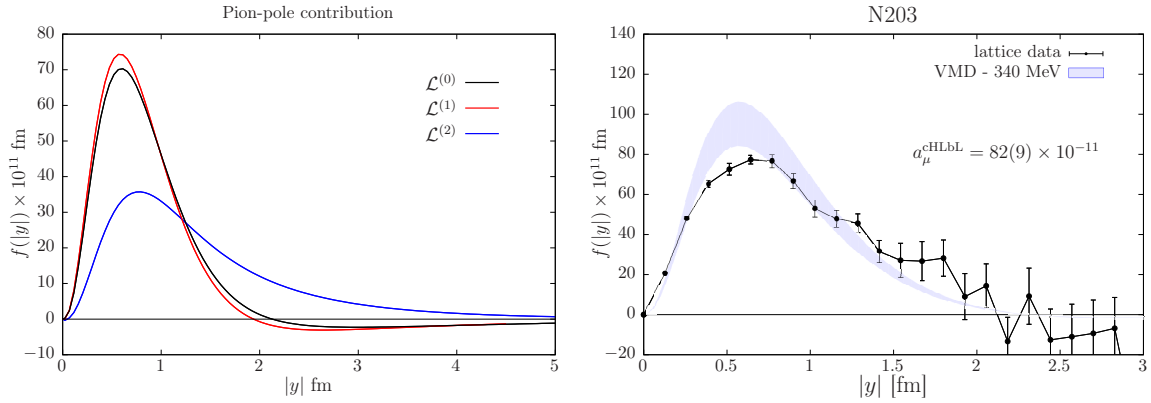 Pion-pole contribution
80
70
60
50
40
30
20
10
0
−10
0
1
2
3
4
5
f(|y|) × 10¹¹ fm
|y| fm
ℒ⁽⁰⁾
ℒ⁽¹⁾
ℒ⁽²⁾
N203
140
120
100
80
60
40
20
0
−20
0
0.5
1
1.5
2
2.5
3
f(|y|) × 10¹¹ fm
|y| [fm]
lattice data
VMD - 340 MeV
a_μ^cHLbL = 82(9) × 10⁻¹¹